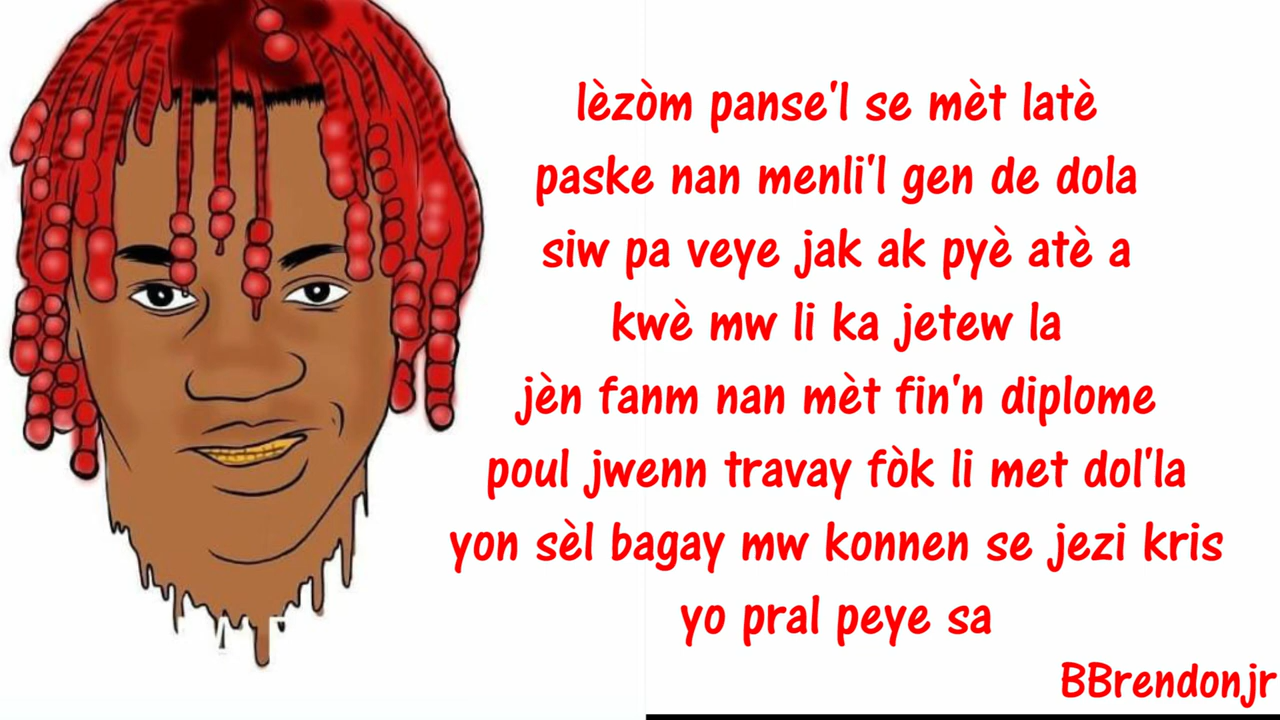 lèzòm panse'l se mèt latè
paske nan menli'l gen de dola
siw pa veye jak ak pyè atè a
kwè mw li ka jetew la
jèn fanm nan mèt fin'n diplome
poul jwenn travay fòk li met dol'la
yon sèl bagay mw konnen se jezi kris
yo pral peye sa
BBrendonjr